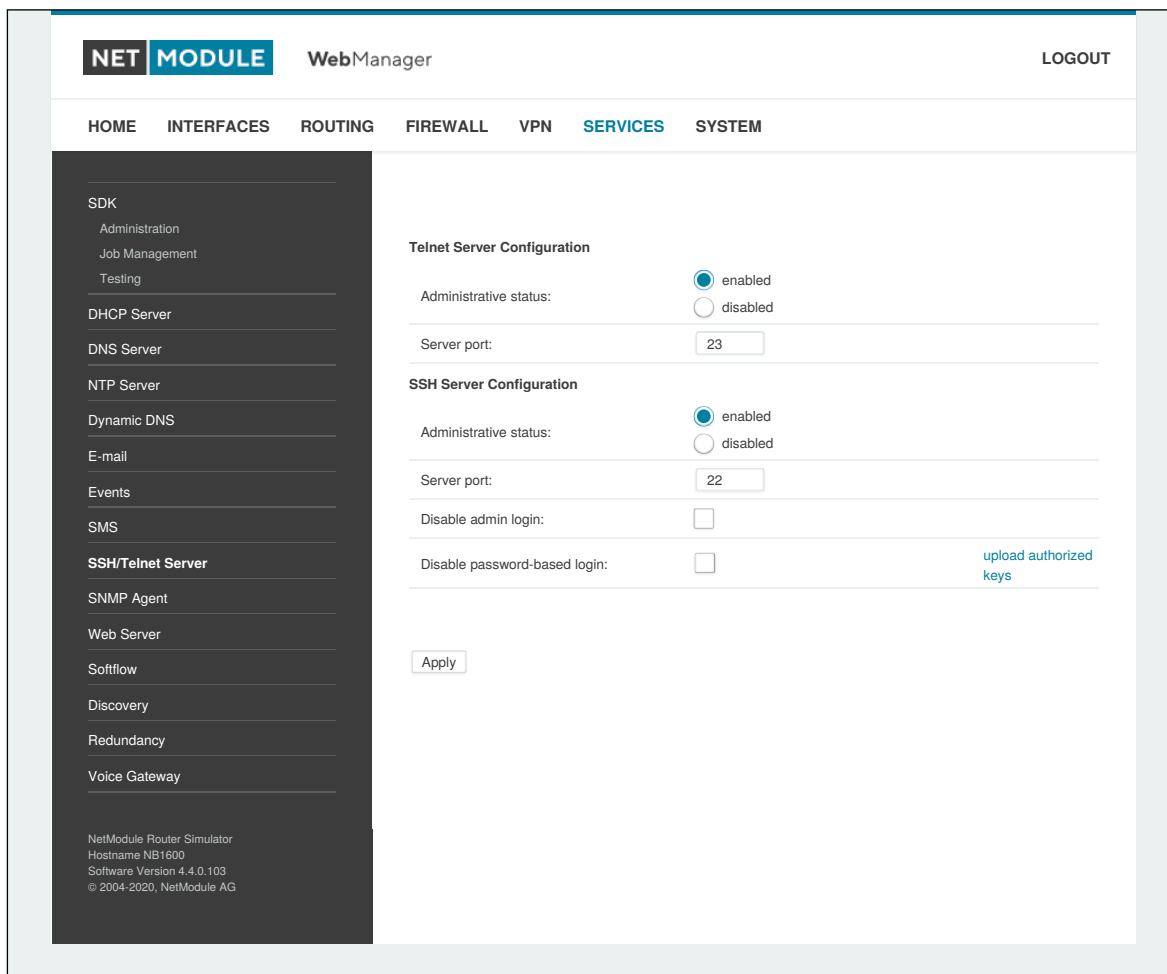 NET MODULE WebManager LOGOUT
HOME INTERFACES ROUTING FIREWALL VPN SERVICES SYSTEM
SDK
Administration
Job Management
Testing
DHCP Server
DNS Server
NTP Server
Dynamic DNS
E-mail
Events
SMS
SSH/Telnet Server
SNMP Agent
Web Server
Softflow
Discovery
Redundancy
Voice Gateway
NetModule Router Simulator
Hostname NB1600
Software Version 4.4.0.103
© 2004-2020, NetModule AG
Telnet Server Configuration
Administrative status:
enabled
disabled
Server port: 23
SSH Server Configuration
Administrative status:
enabled
disabled
Server port: 22
Disable admin login:
Disable password-based login:
upload authorized
keys
Apply